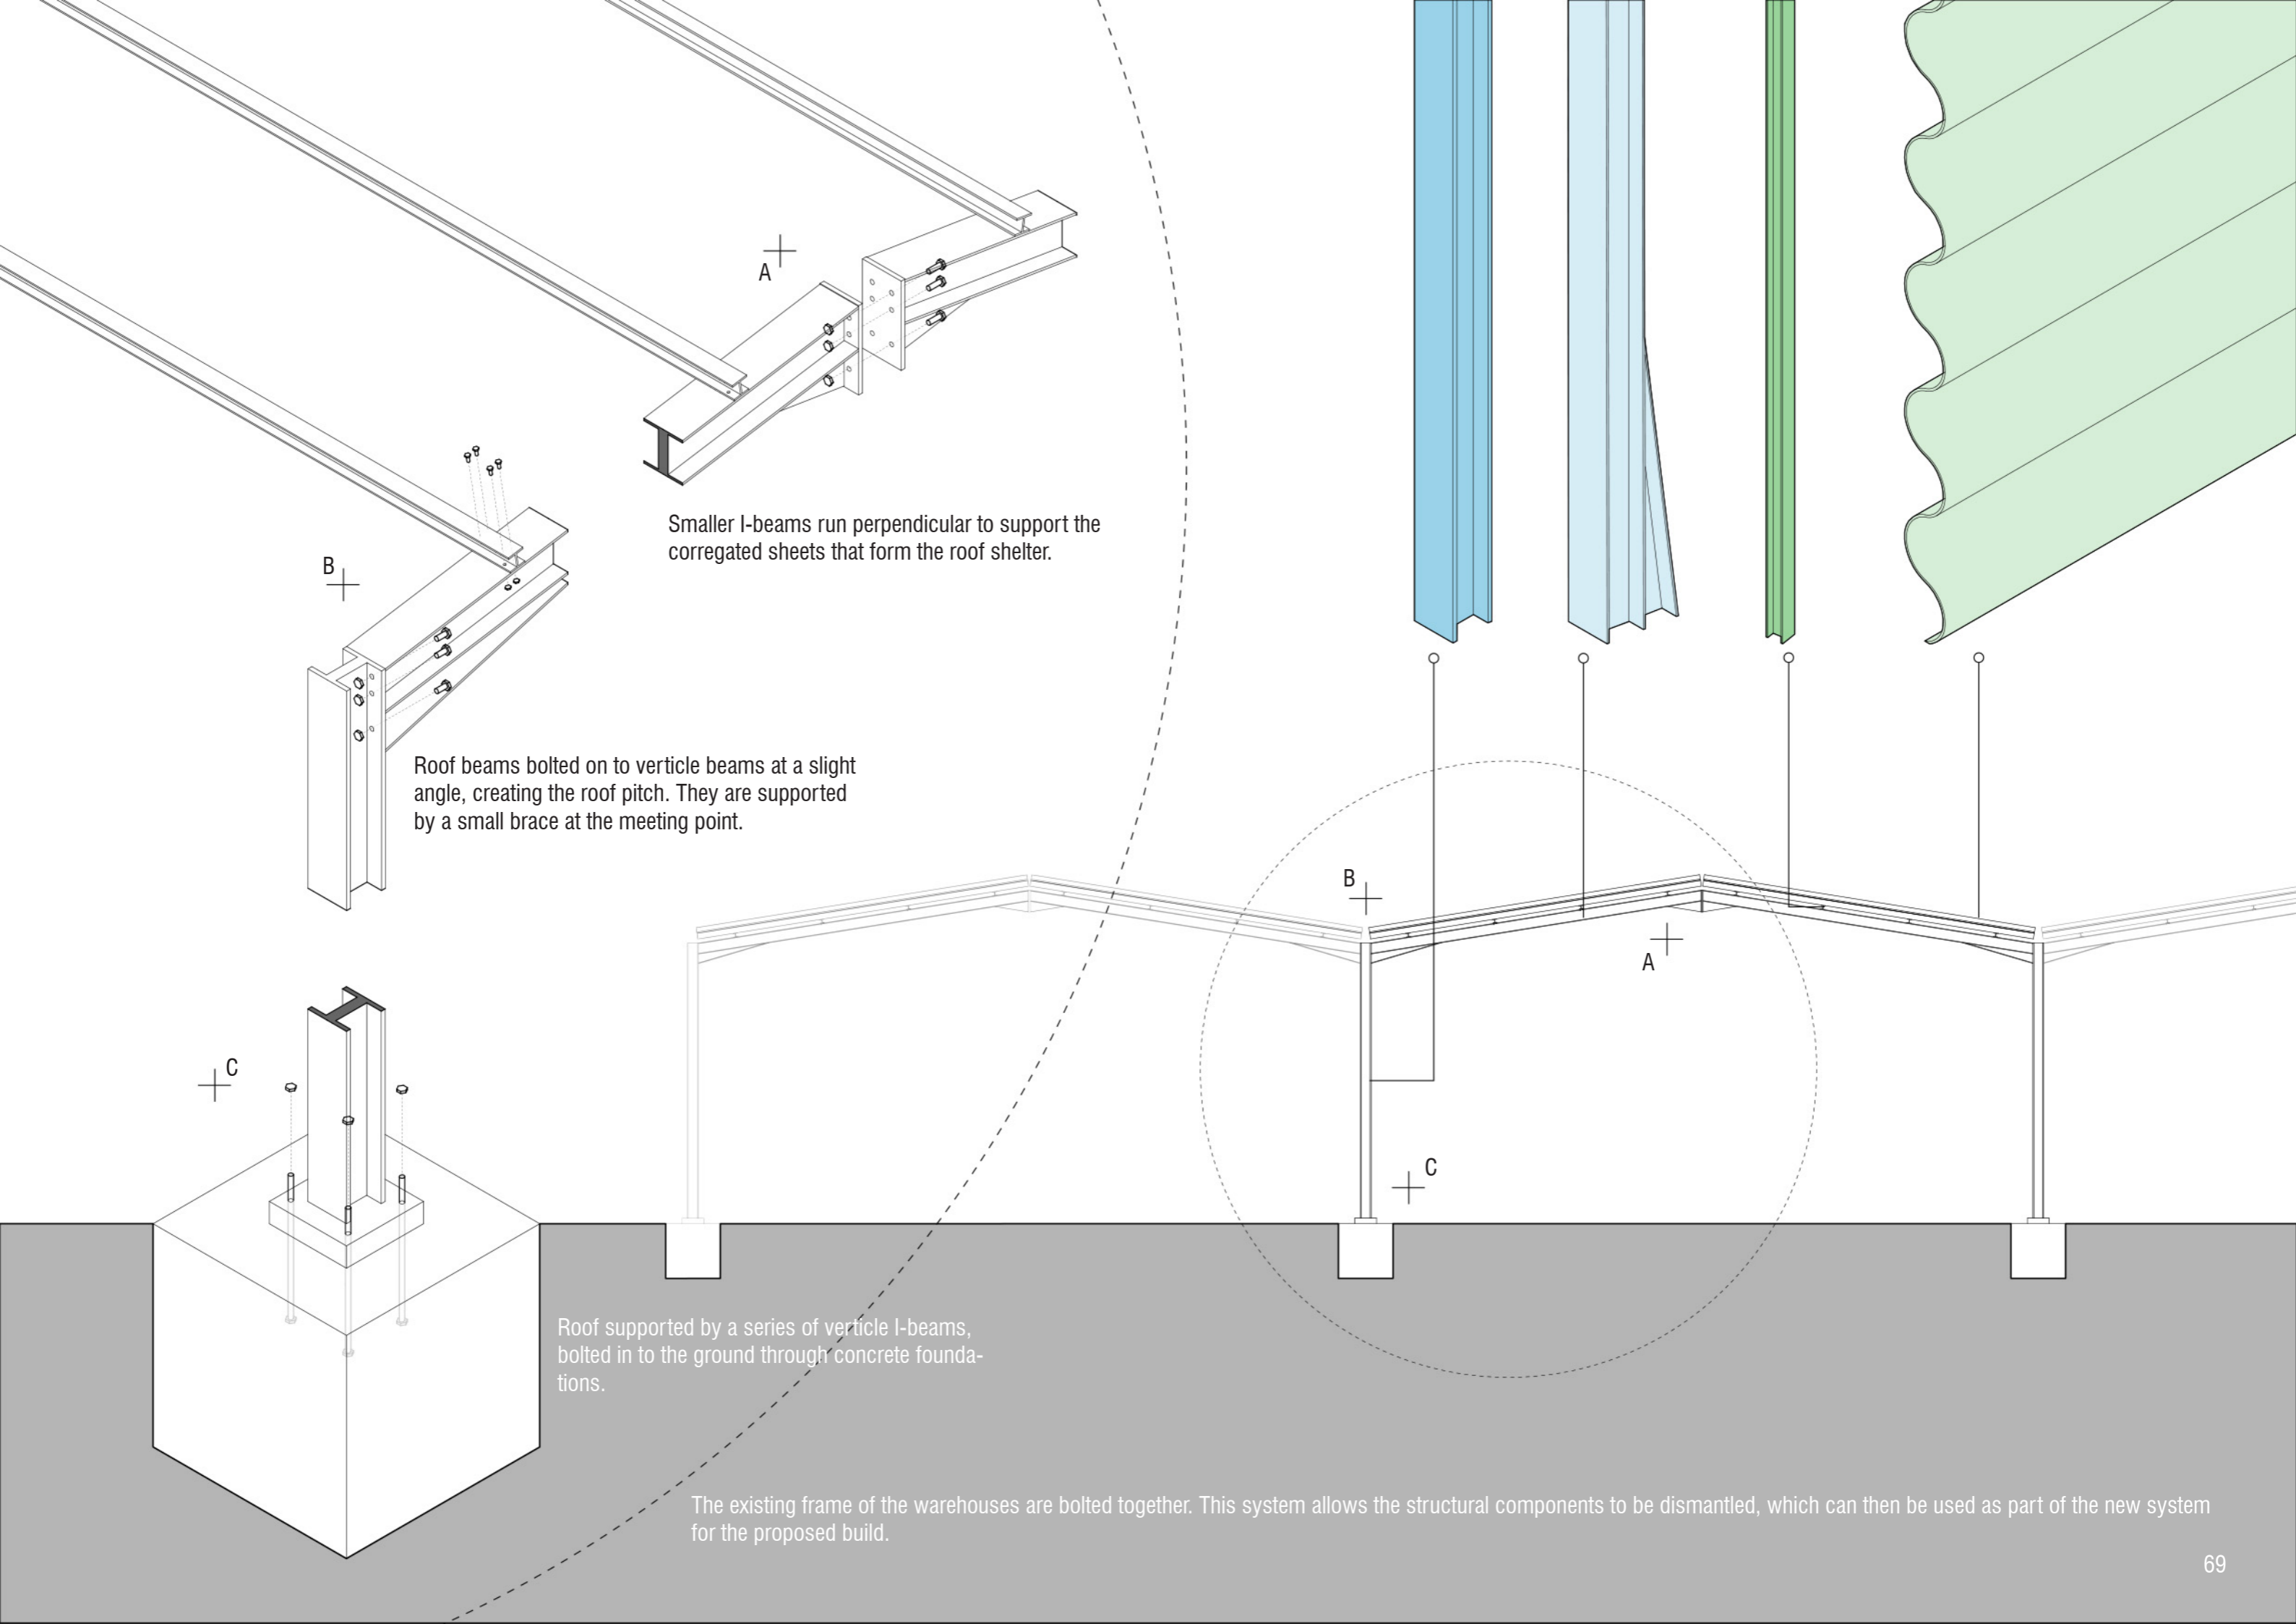 A
Smaller I-beams run perpendicular to support the
corregated sheets that form the roof shelter.
B
Roof beams bolted on to verticle beams at a slight
angle, creating the roof pitch. They are supported
by a small brace at the meeting point.
B
A
C
C
Roof supported by a series of verticle I-beams,
bolted in to the ground through concrete founda-
tions.
The existing frame of the warehouses are bolted together. This system allows the structural components to be dismantled, which can then be used as part of the new system
for the proposed build.
69